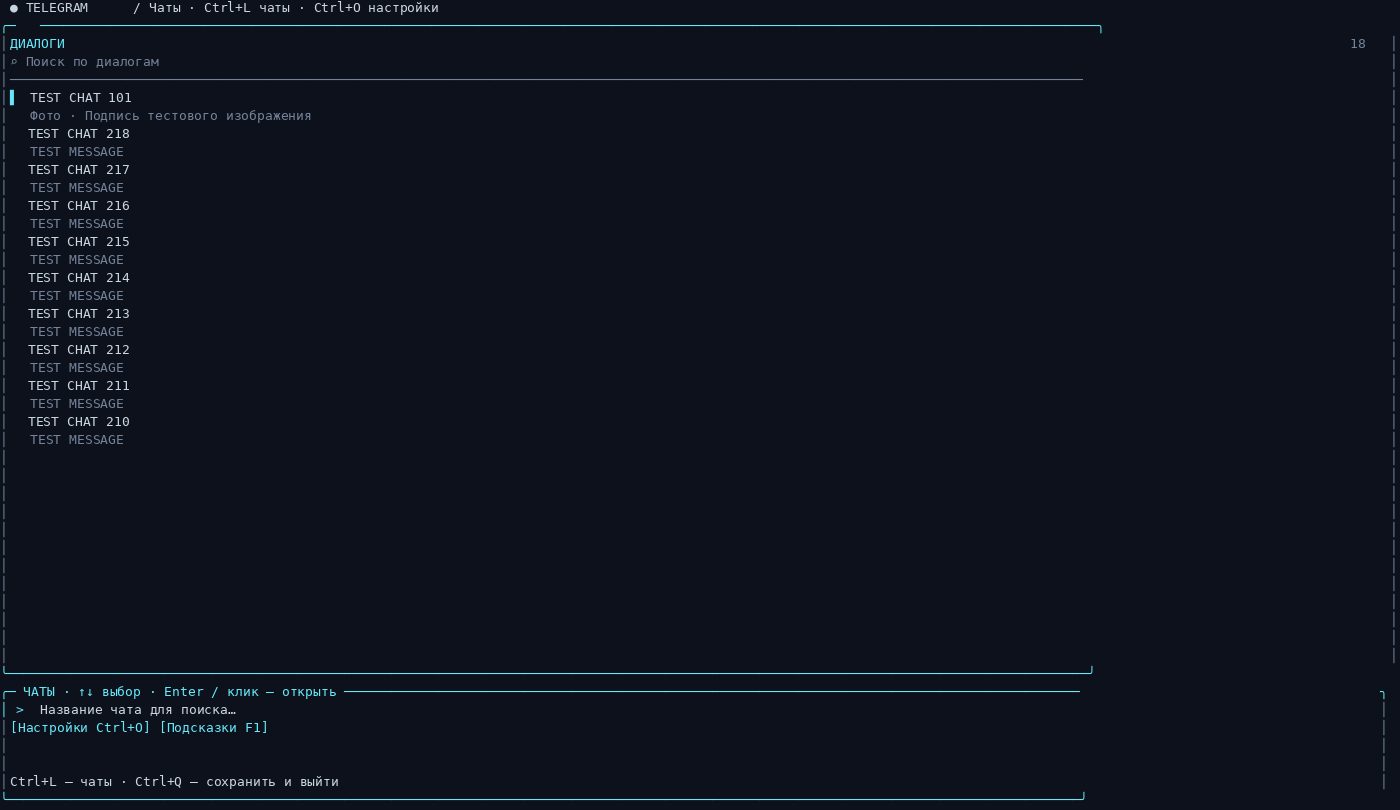 ● TELEGRAM / Чаты · Ctrl+L чаты · Ctrl+O настройки
ДИАЛОГИ 18
⌕ Поиск по диалогам
TEST CHAT 101
Фото · Подпись тестового изображения
TEST CHAT 218
TEST MESSAGE
TEST CHAT 217
TEST MESSAGE
TEST CHAT 216
TEST MESSAGE
TEST CHAT 215
TEST MESSAGE
TEST CHAT 214
TEST MESSAGE
TEST CHAT 213
TEST MESSAGE
TEST CHAT 212
TEST MESSAGE
TEST CHAT 211
TEST MESSAGE
TEST CHAT 210
TEST MESSAGE
ЧАТЫ · ↑↓ выбор · Enter / клик — открыть
> Название чата для поиска…
[Настройки Ctrl+O] [Подсказки F1]
Ctrl+L — чаты · Ctrl+Q — сохранить и выйти